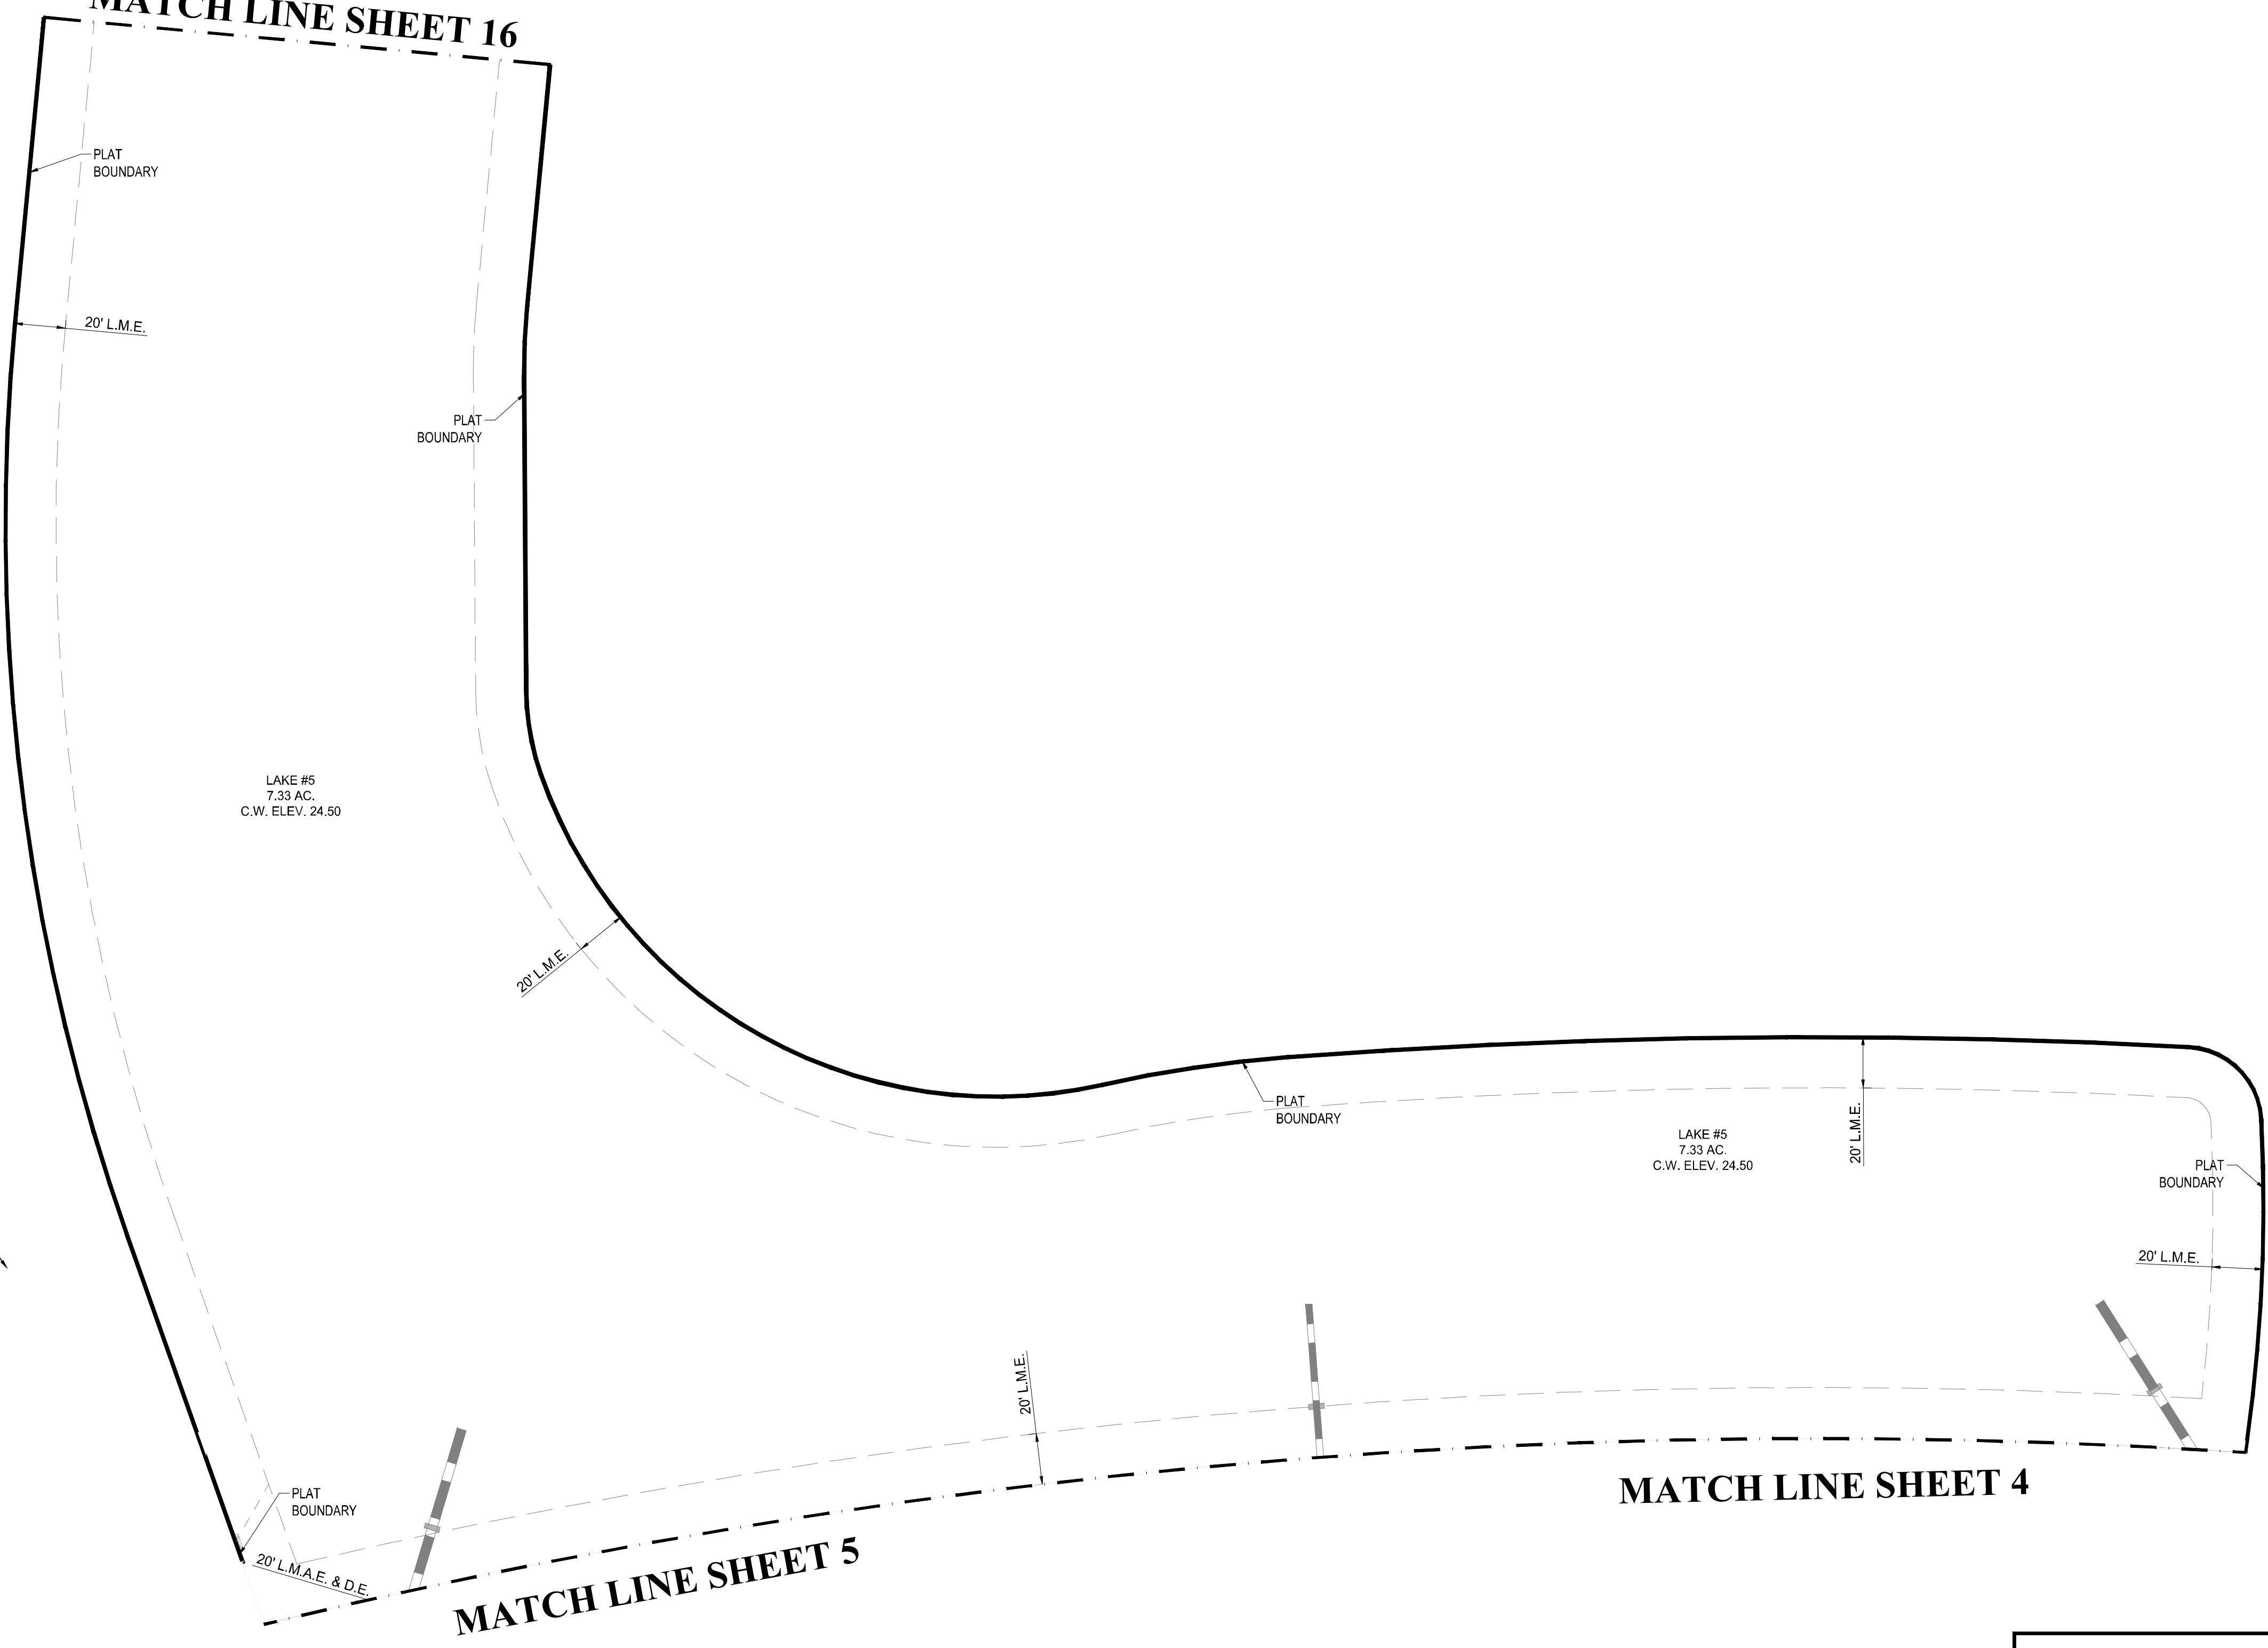 MATCH LINE SHEET 16
PLAT
BOUNDARY
20' L.M.E.
PLAT
BOUNDARY
LAKE #5
7.33 AC.
C.W. ELEV. 24.50
20' L.M.E.
PLAT
BOUNDARY
LAKE #5
7.33 AC.
C.W. ELEV. 24.50
20' L.M.E.
PLAT
BOUNDARY
20' L.M.E.
20' L.M.E.
PLAT
BOUNDARY
20' L.M.A.E. & D.E.
MATCH LINE SHEET 5
MATCH LINE SHEET 4